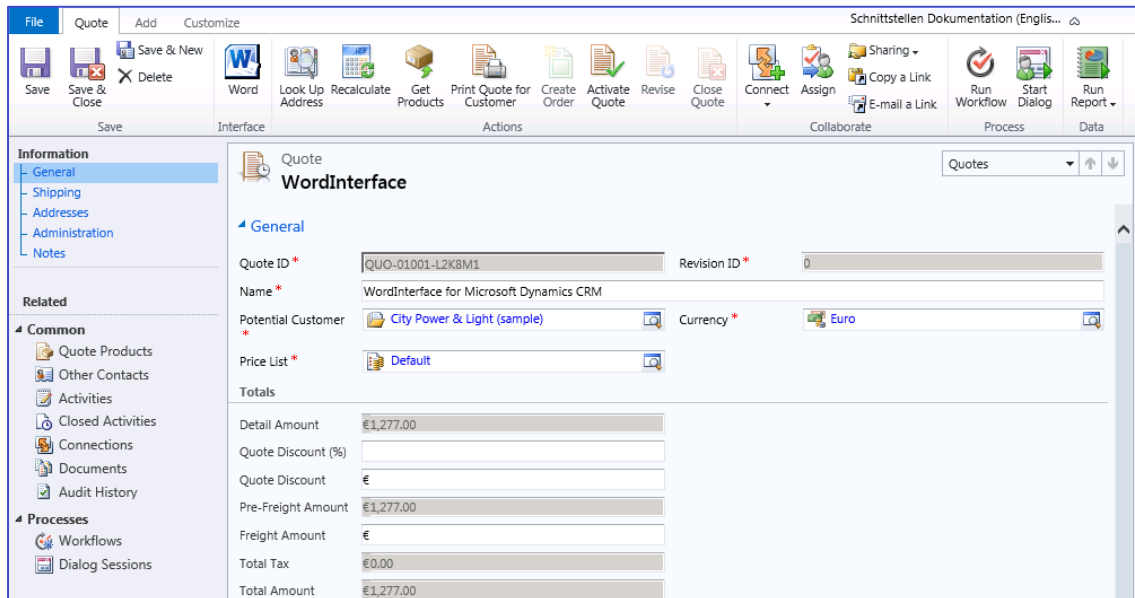 File Quote Add Customize Schnittstellen Dokumentation (Englis...
Save
Save & Close
Save & New
Delete
Save
Word
Interface
Look Up Address
Recalculate
Get Products
Print Quote for Customer
Create Order
Activate Quote
Revise
Close Quote
Actions
Connect
Assign
Sharing
Copy a Link
E-mail a Link
Collaborate
Run Workflow
Start Dialog
Process
Run Report
Data
Information
General
Shipping
Addresses
Administration
Notes
Related
Common
Quote Products
Other Contacts
Activities
Closed Activities
Connections
Documents
Audit History
Processes
Workflows
Dialog Sessions
Quote
WordInterface
Quotes
General
Quote ID * QUO-01001-L2K8M1 Revision ID * 0
Name * WordInterface for Microsoft Dynamics CRM
Potential Customer * City Power & Light (sample) Currency * Euro
Price List * Default
Totals
Detail Amount €1,277.00
Quote Discount (%)
Quote Discount €
Pre-Freight Amount €1,277.00
Freight Amount €
Total Tax €0.00
Total Amount €1,277.00